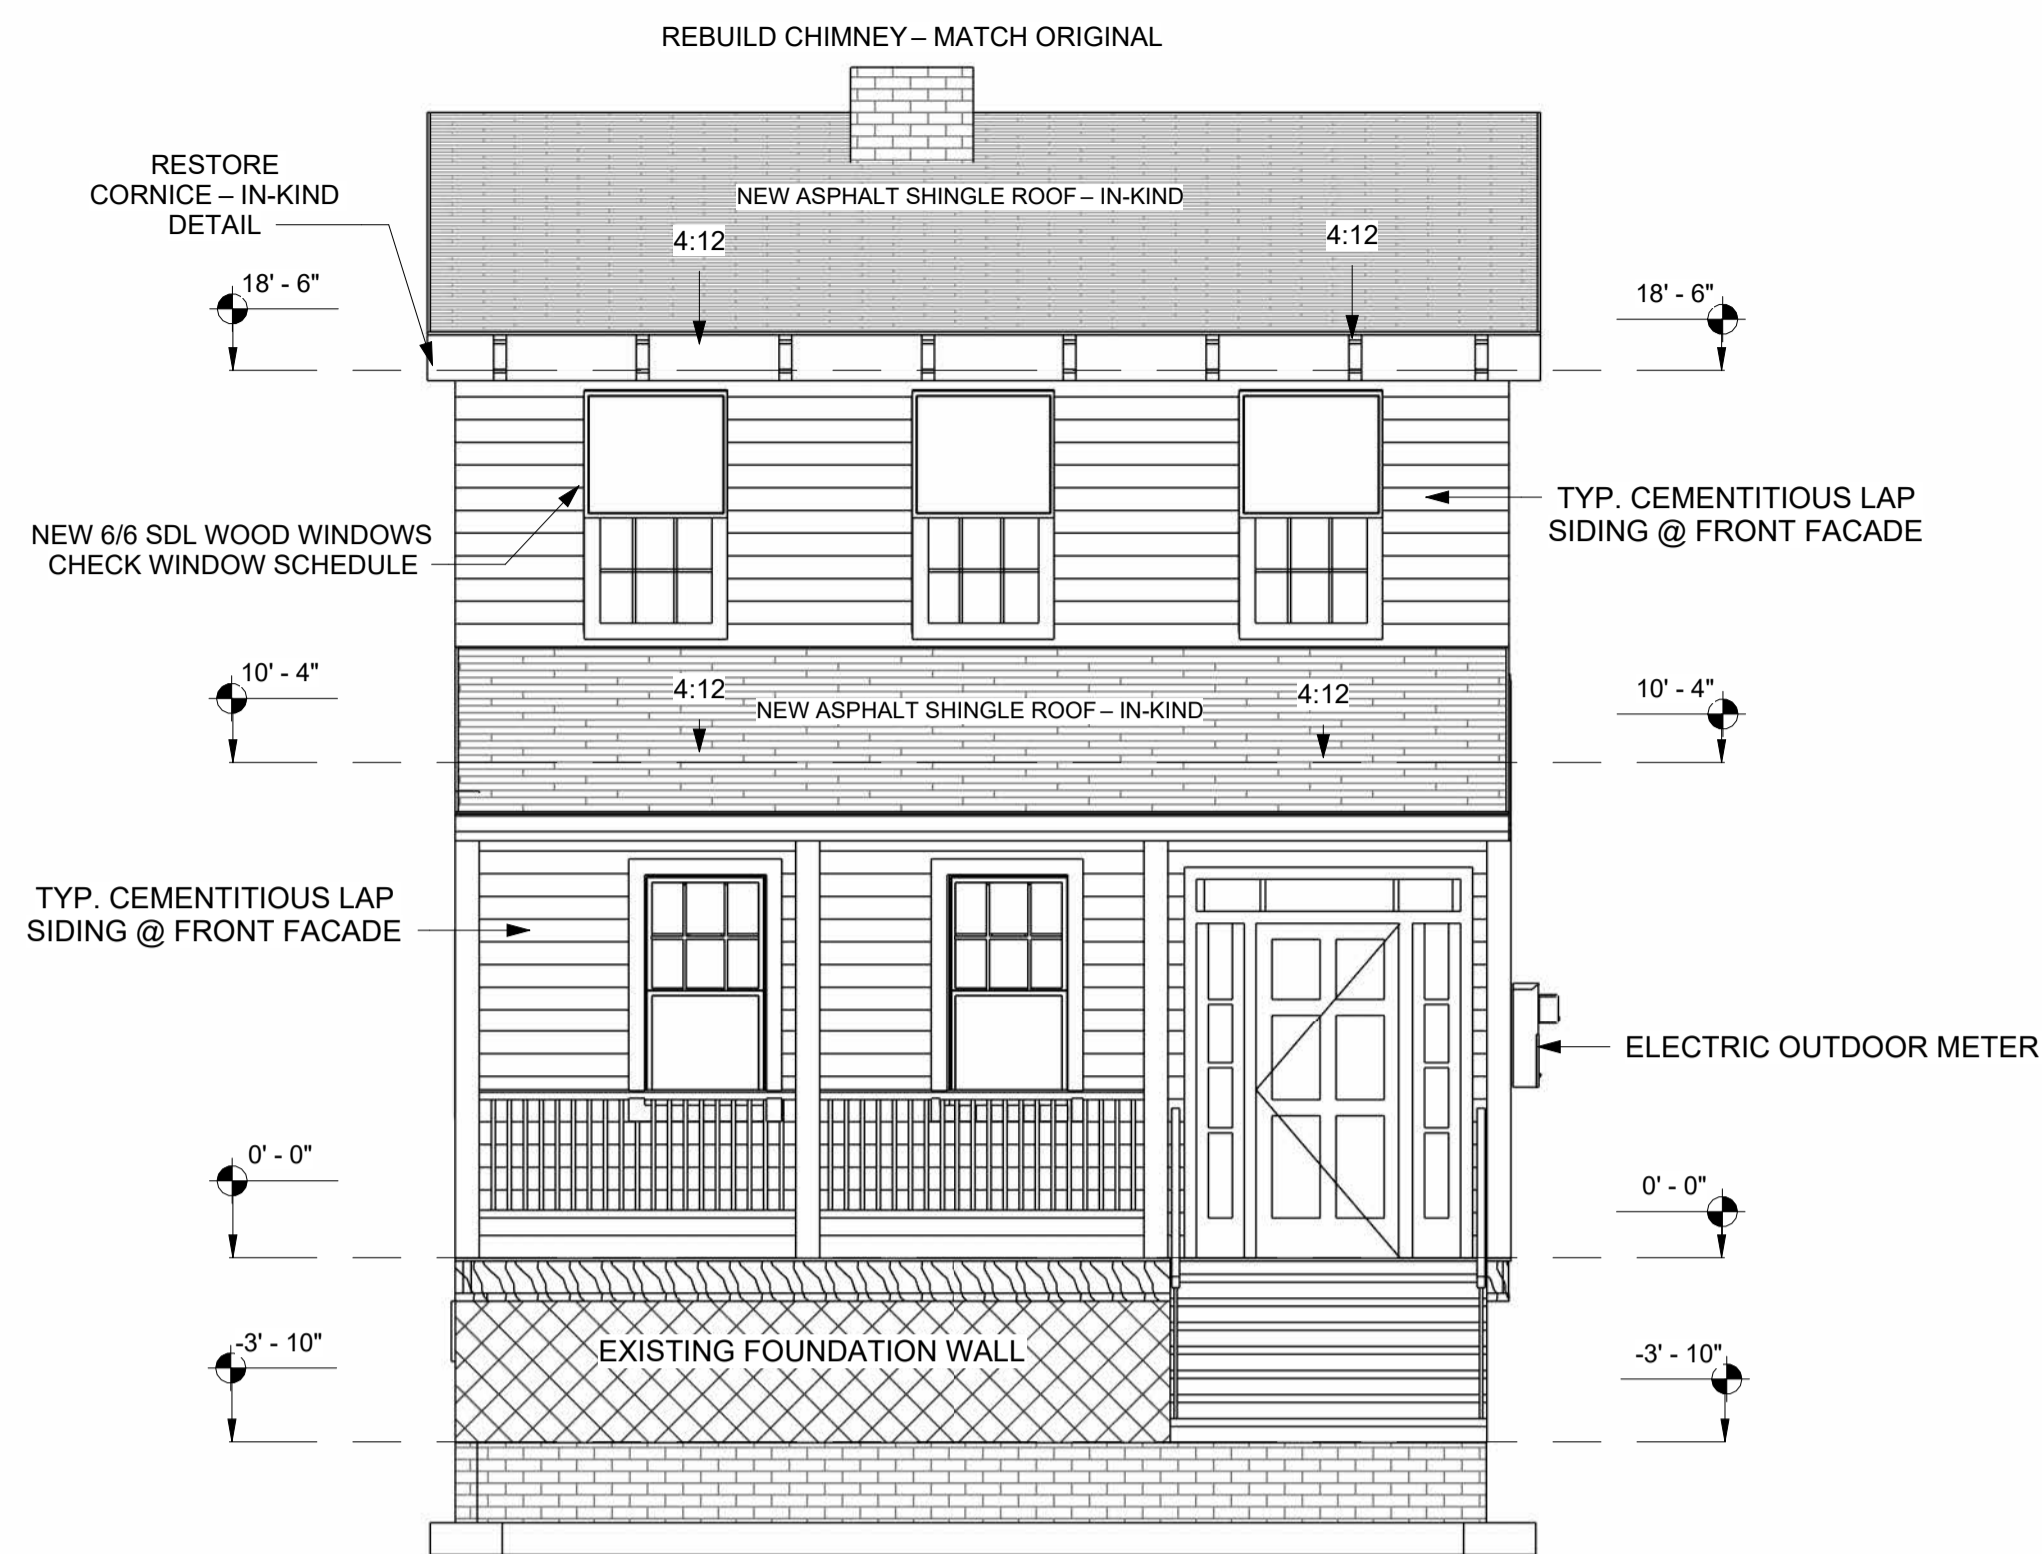 REBUILD CHIMNEY – MATCH ORIGINAL
RESTORE
CORNICE – IN-KIND
DETAIL
NEW ASPHALT SHINGLE ROOF – IN-KIND
4:12
4:12
18' - 6"
18' - 6"
NEW 6/6 SDL WOOD WINDOWS
CHECK WINDOW SCHEDULE
TYP. CEMENTITIOUS LAP
SIDING @ FRONT FACADE
10' - 4"
4:12
NEW ASPHALT SHINGLE ROOF – IN-KIND
4:12
10' - 4"
TYP. CEMENTITIOUS LAP
SIDING @ FRONT FACADE
ELECTRIC OUTDOOR METER
0' - 0"
0' - 0"
-3' - 10"
EXISTING FOUNDATION WALL
-3' - 10"